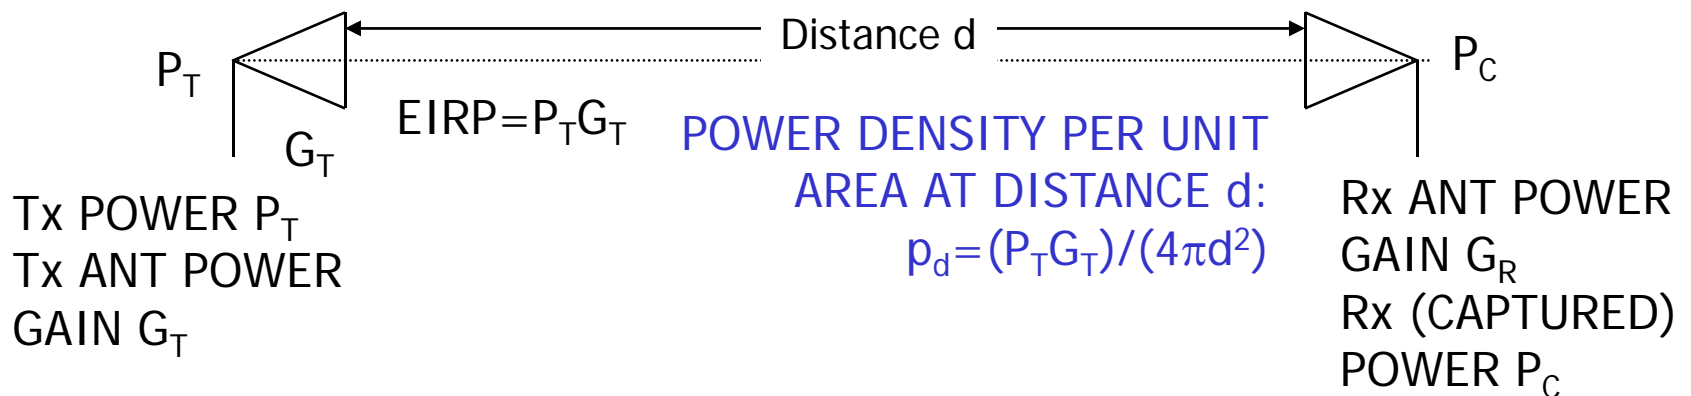 Distance d
P_T
P_C
EIRP=P_TG_T
G_T
POWER DENSITY PER UNIT
AREA AT DISTANCE d:
p_d=(P_TG_T)/(4πd²)
Tx POWER P_T
Tx ANT POWER
GAIN G_T
Rx ANT POWER
GAIN G_R
Rx (CAPTURED)
POWER P_C